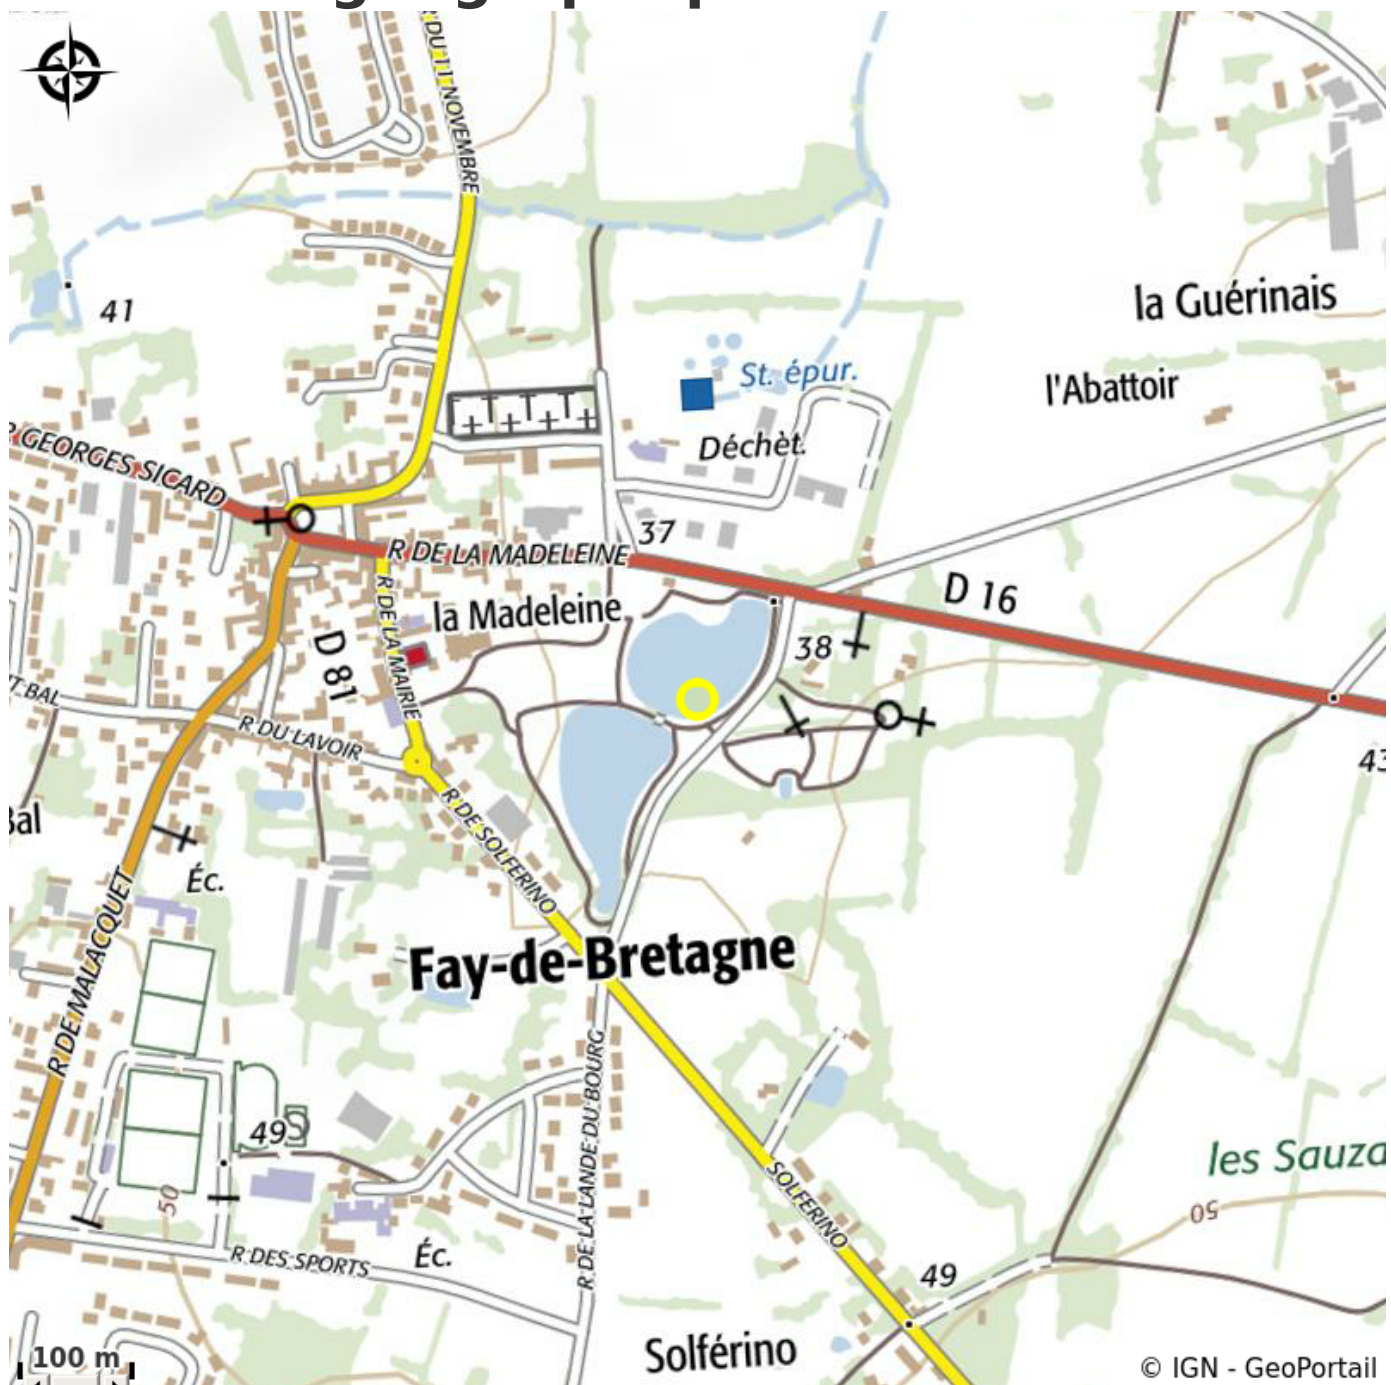 R DU 11 NOVEMBRE
41
la Guérinais
St. épur.
l'Abattoir
R GEORGES SICARD
Déchèt.
37
R DE LA MADELEINE
D 16
la Madeleine
R DE LA MAIRIE
38
D 81
T-BAL
R DU LAVOIR
43
Bal
R DE SOLFERINO
Éc.
R DE MALACQUET
Fay-de-Bretagne
R DE LA LANDE DU BOURG
49
les Sauza
50
50
SOLFERINO
R DES SPORTS
Éc.
49
Solférino
100 m
© IGN - GeoPortail